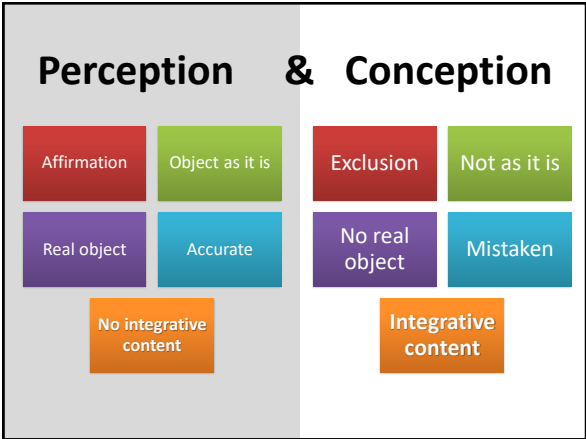 Perception & Conception
Affirmation
Object as it is
Real object
Accurate
No integrative
content
Exclusion
Not as it is
No real
object
Mistaken
Integrative
content